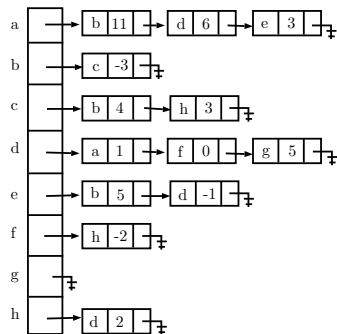 a b 11 d 6 e 3
b c -3
c b 4 h 3
d a 1 f 0 g 5
e b 5 d -1
f h -2
g
h d 2